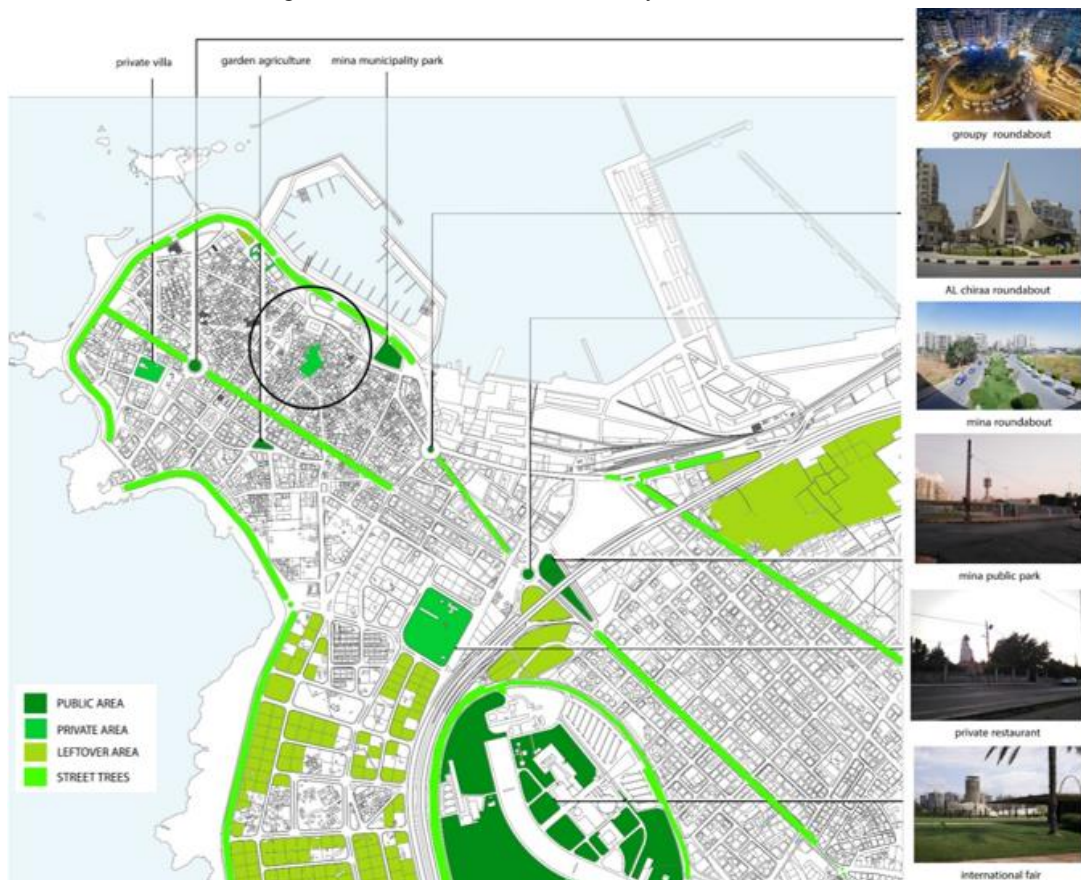 private villa
garden agriculture
mina municipality park
groupy roundabout
AL chiraa roundabout
mina roundabout
mina public park
private restaurant
international fair
PUBLIC AREA
PRIVATE AREA
LEFTOVER AREA
STREET TREES